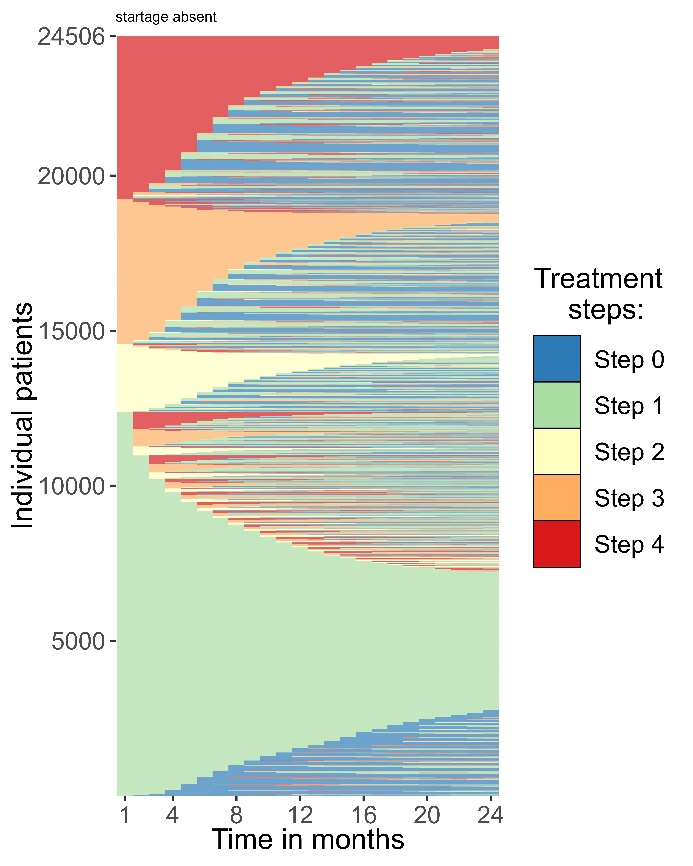 startage absent
24506
20000
15000
10000
5000
Individual patients
1 4 8 12 16 20 24
Time in months
Treatment
steps:
Step 0
Step 1
Step 2
Step 3
Step 4